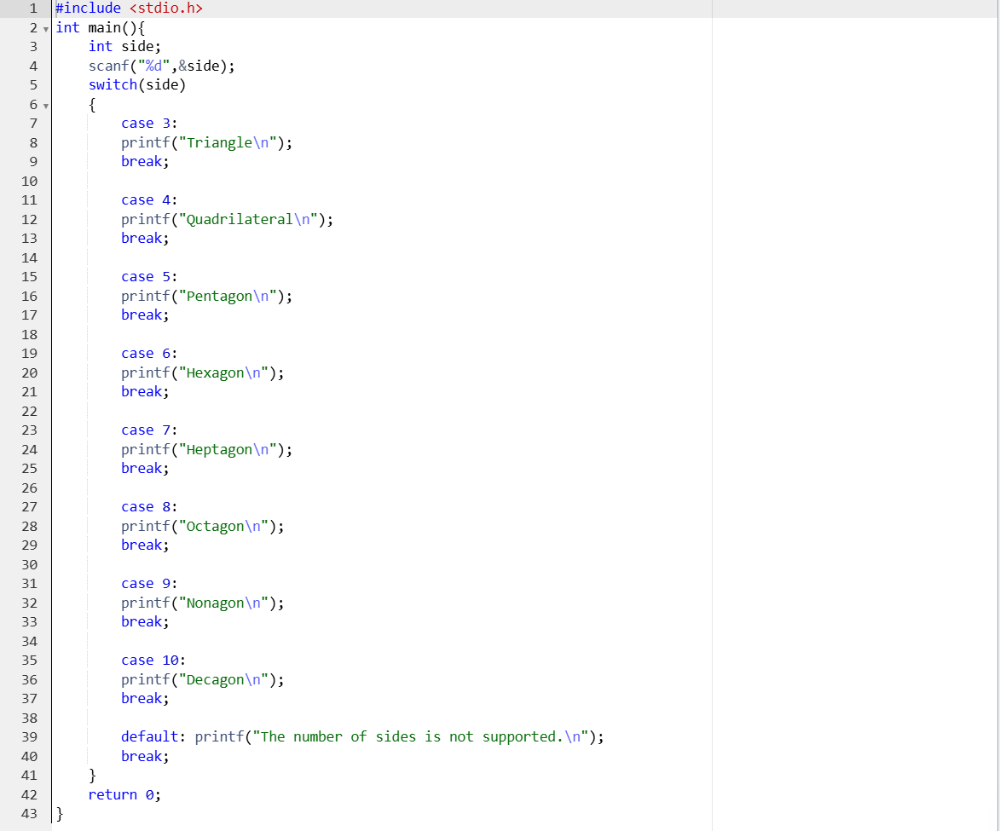 1 #include <stdio.h>
2 int main(){
3     int side;
4     scanf("%d",&side);
5     switch(side)
6     {
7         case 3:
8         printf("Triangle\n");
9         break;
10
11         case 4:
12         printf("Quadrilateral\n");
13         break;
14
15         case 5:
16         printf("Pentagon\n");
17         break;
18
19         case 6:
20         printf("Hexagon\n");
21         break;
22
23         case 7:
24         printf("Heptagon\n");
25         break;
26
27         case 8:
28         printf("Octagon\n");
29         break;
30
31         case 9:
32         printf("Nonagon\n");
33         break;
34
35         case 10:
36         printf("Decagon\n");
37         break;
38
39         default: printf("The number of sides is not supported.\n");
40         break;
41     }
42     return 0;
43 }